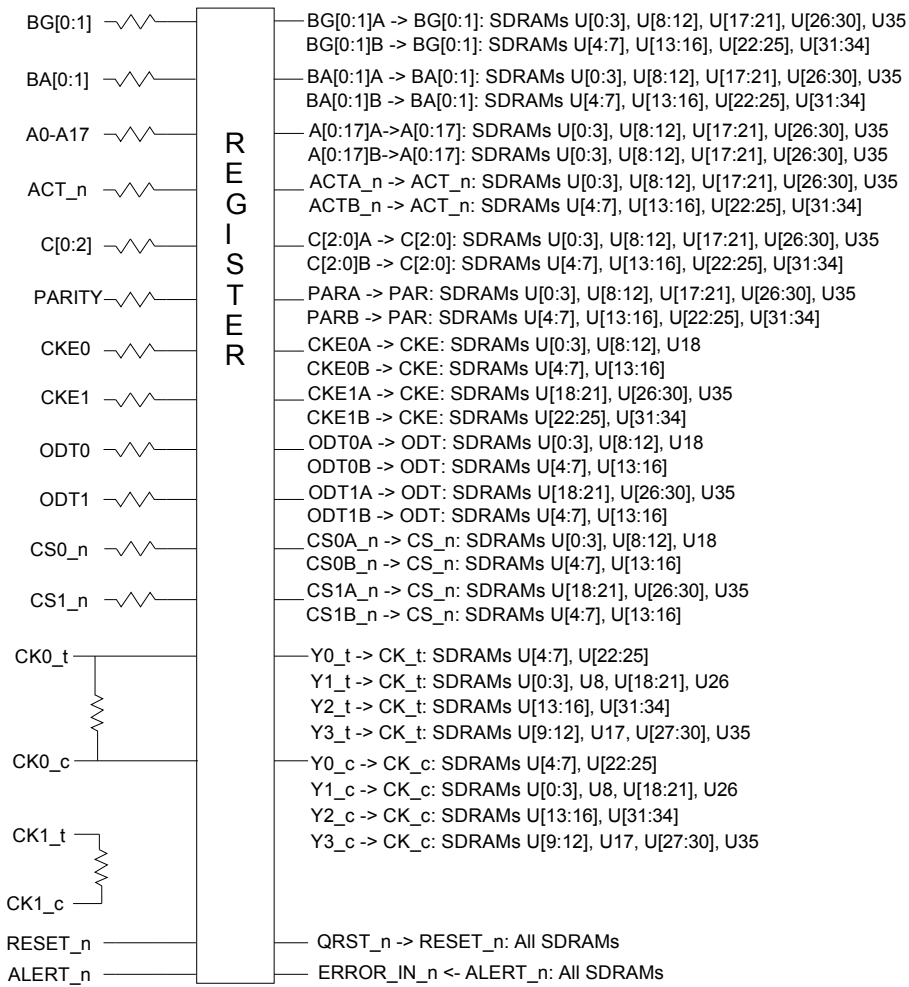 BG[0:1]
BG[0:1]A -> BG[0:1]: SDRAMs U[0:3], U[8:12], U[17:21], U[26:30], U35
BG[0:1]B -> BG[0:1]: SDRAMs U[4:7], U[13:16], U[22:25], U[31:34]
BA[0:1]
BA[0:1]A -> BA[0:1]: SDRAMs U[0:3], U[8:12], U[17:21], U[26:30], U35
BA[0:1]B -> BA[0:1]: SDRAMs U[4:7], U[13:16], U[22:25], U[31:34]
A0-A17
A[0:17]A->A[0:17]: SDRAMs U[0:3], U[8:12], U[17:21], U[26:30], U35
A[0:17]B->A[0:17]: SDRAMs U[0:3], U[8:12], U[17:21], U[26:30], U35
ACT_n
ACTA_n -> ACT_n: SDRAMs U[0:3], U[8:12], U[17:21], U[26:30], U35
ACTB_n -> ACT_n: SDRAMs U[4:7], U[13:16], U[22:25], U[31:34]
C[0:2]
C[2:0]A -> C[2:0]: SDRAMs U[0:3], U[8:12], U[17:21], U[26:30], U35
C[2:0]B -> C[2:0]: SDRAMs U[4:7], U[13:16], U[22:25], U[31:34]
PARITY
PARA -> PAR: SDRAMs U[0:3], U[8:12], U[17:21], U[26:30], U35
PARB -> PAR: SDRAMs U[4:7], U[13:16], U[22:25], U[31:34]
CKE0
CKE0A -> CKE: SDRAMs U[0:3], U[8:12], U18
CKE0B -> CKE: SDRAMs U[4:7], U[13:16]
CKE1
CKE1A -> CKE: SDRAMs U[18:21], U[26:30], U35
CKE1B -> CKE: SDRAMs U[22:25], U[31:34]
ODT0
ODT0A -> ODT: SDRAMs U[0:3], U[8:12], U18
ODT0B -> ODT: SDRAMs U[4:7], U[13:16]
ODT1
ODT1A -> ODT: SDRAMs U[18:21], U[26:30], U35
ODT1B -> ODT: SDRAMs U[4:7], U[13:16]
CS0_n
CS0A_n -> CS_n: SDRAMs U[0:3], U[8:12], U18
CS0B_n -> CS_n: SDRAMs U[4:7], U[13:16]
CS1_n
CS1A_n -> CS_n: SDRAMs U[18:21], U[26:30], U35
CS1B_n -> CS_n: SDRAMs U[4:7], U[13:16]
REGISTER
CK0_t
Y0_t -> CK_t: SDRAMs U[4:7], U[22:25]
Y1_t -> CK_t: SDRAMs U[0:3], U8, U[18:21], U26
Y2_t -> CK_t: SDRAMs U[13:16], U[31:34]
Y3_t -> CK_t: SDRAMs U[9:12], U17, U[27:30], U35
CK0_c
Y0_c -> CK_c: SDRAMs U[4:7], U[22:25]
Y1_c -> CK_c: SDRAMs U[0:3], U8, U[18:21], U26
Y2_c -> CK_c: SDRAMs U[13:16], U[31:34]
Y3_c -> CK_c: SDRAMs U[9:12], U17, U[27:30], U35
CK1_t
CK1_c
RESET_n
QRST_n -> RESET_n: All SDRAMs
ALERT_n
ERROR_IN_n <- ALERT_n: All SDRAMs